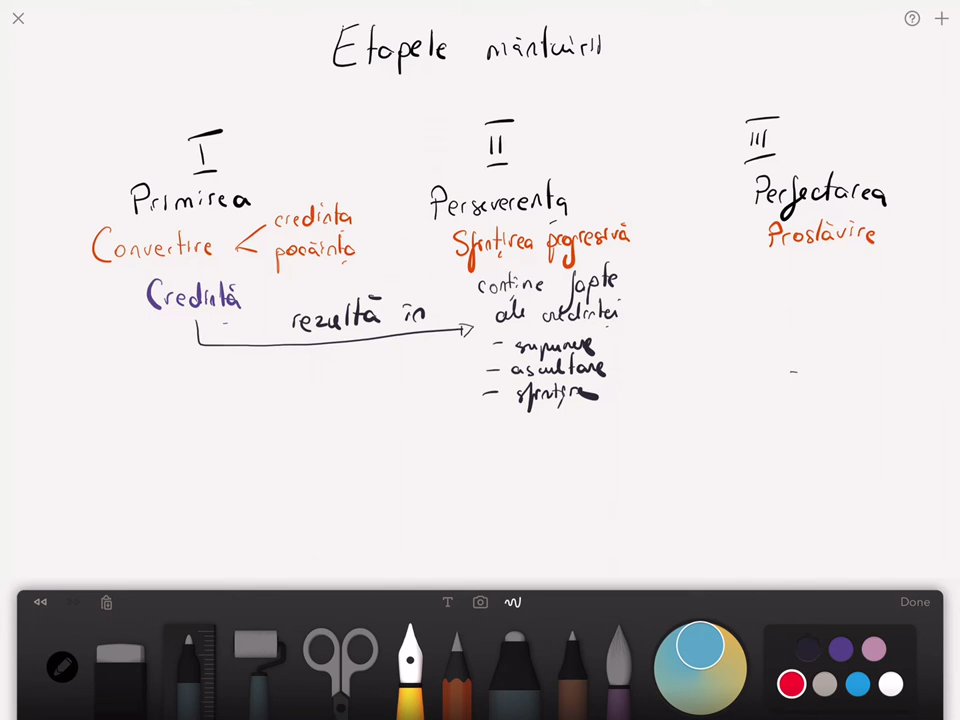 Etapele mântuirii
I
Primirea
Convertire
credința
pocăința
Credință
rezultă în
II
Perseverența
Sfințirea progresivă
conține fapte
ale credinței
- supunere
- ascultare
- sfințire
III
Perfectarea
Proslăvire
T
Done